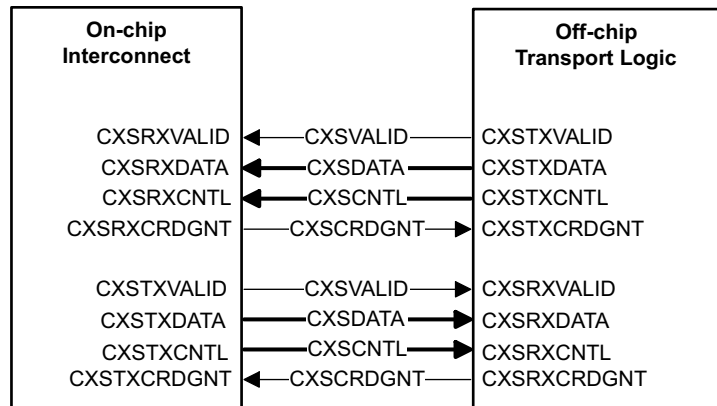 On-chip
Interconnect
Off-chip
Transport Logic
CXSRXVALID CXSVALID CXSTXVALID
CXSRXDATA CXSDATA CXSTXDATA
CXSRXCNTL CXSCNTL CXSTXCNTL
CXSRXCRDGNT CXSCRDGNT CXSTXCRDGNT
CXSTXVALID CXSVALID CXSRXVALID
CXSTXDATA CXSDATA CXSRXDATA
CXSTXCNTL CXSCNTL CXSRXCNTL
CXSTXCRDGNT CXSCRDGNT CXSRXCRDGNT